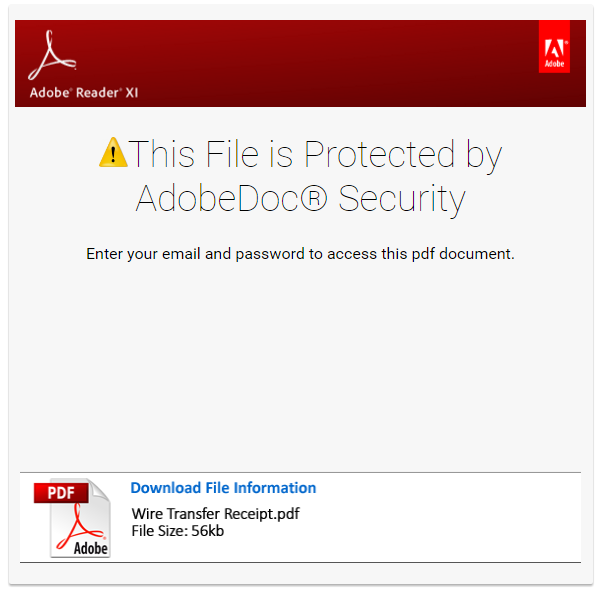 Adobe
Adobe® Reader® XI
This File is Protected by
AdobeDoc® Security
Enter your email and password to access this pdf document.
PDF
Adobe
Download File Information
Wire Transfer Receipt.pdf
File Size: 56kb